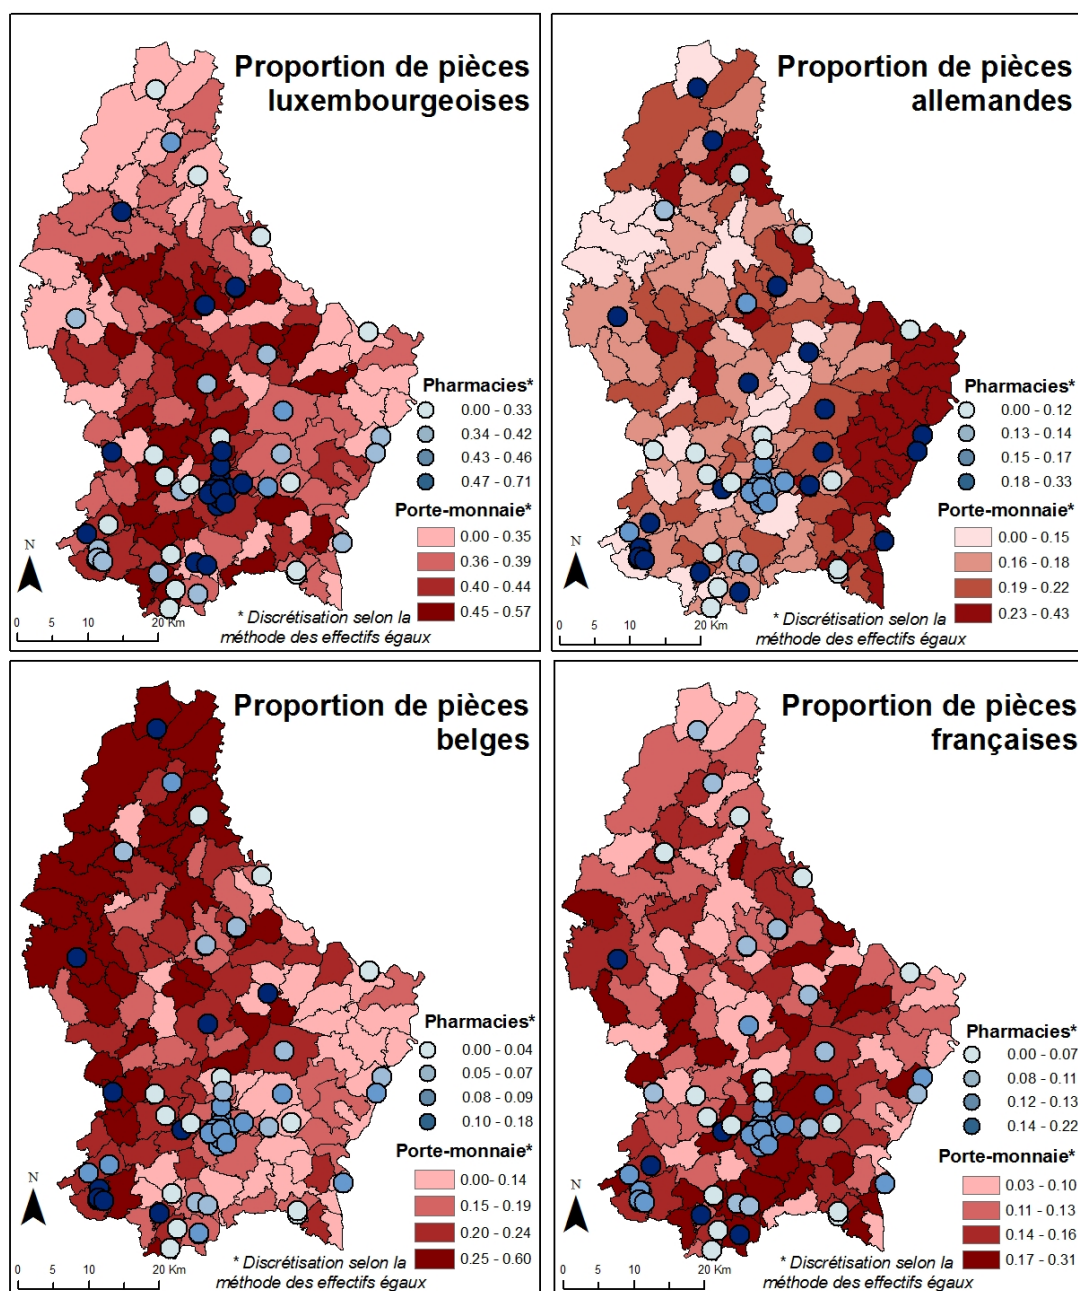 Proportion de pièces
luxembourgeoises
Pharmacies*
0.00 - 0.33
0.34 - 0.42
0.43 - 0.46
0.47 - 0.71
Porte-monnaie*
0.00 - 0.35
0.36 - 0.39
0.40 - 0.44
0.45 - 0.57
N
* Discrétisation selon la
méthode des effectifs égaux
0 5 10 20 Km
Proportion de pièces
allemandes
Pharmacies*
0.00 - 0.12
0.13 - 0.14
0.15 - 0.17
0.18 - 0.33
Porte-monnaie*
0.00 - 0.15
0.16 - 0.18
0.19 - 0.22
0.23 - 0.43
N
* Discrétisation selon la
méthode des effectifs égaux
0 5 10 20 Km
Proportion de pièces
belges
Pharmacies*
0.00 - 0.04
0.05 - 0.07
0.08 - 0.09
0.10 - 0.18
Porte-monnaie*
0.00 - 0.14
0.15 - 0.19
0.20 - 0.24
0.25 - 0.60
N
* Discrétisation selon la
méthode des effectifs égaux
0 5 10 20 Km
Proportion de pièces
françaises
Pharmacies*
0.00 - 0.07
0.08 - 0.11
0.12 - 0.13
0.14 - 0.22
Porte-monnaie*
0.03 - 0.10
0.11 - 0.13
0.14 - 0.16
0.17 - 0.31
N
* Discrétisation selon la
méthode des effectifs égaux
0 5 10 20 Km